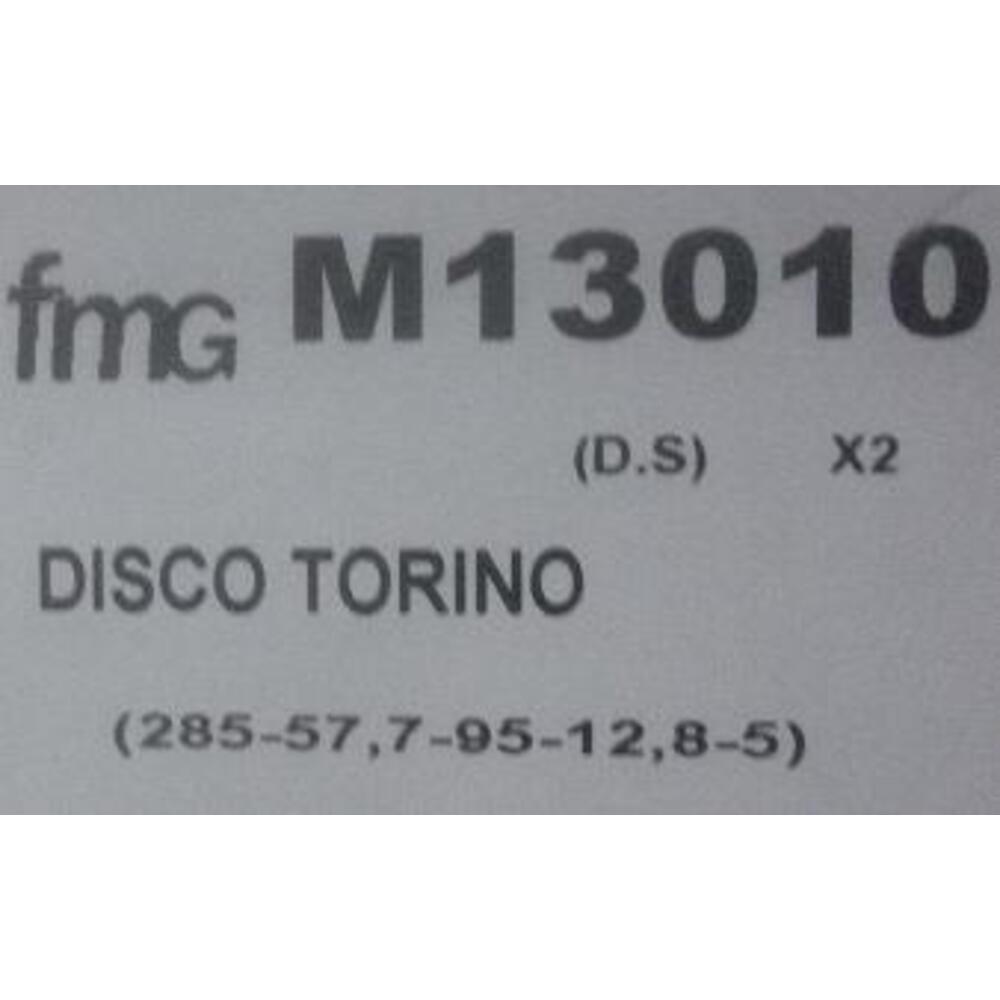 fmG M13010
(D.S) X2
DISCO TORINO
(285-57,7-95-12,8-5)